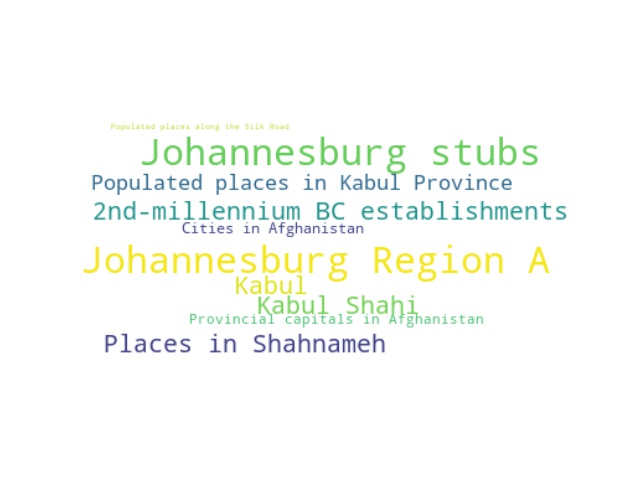 Populated places along the Silk Road
Johannesburg stubs
Populated places in Kabul Province
2nd-millennium BC establishments
Cities in Afghanistan
Johannesburg Region A
Kabul
Kabul Shahi
Provincial capitals in Afghanistan
Places in Shahnameh